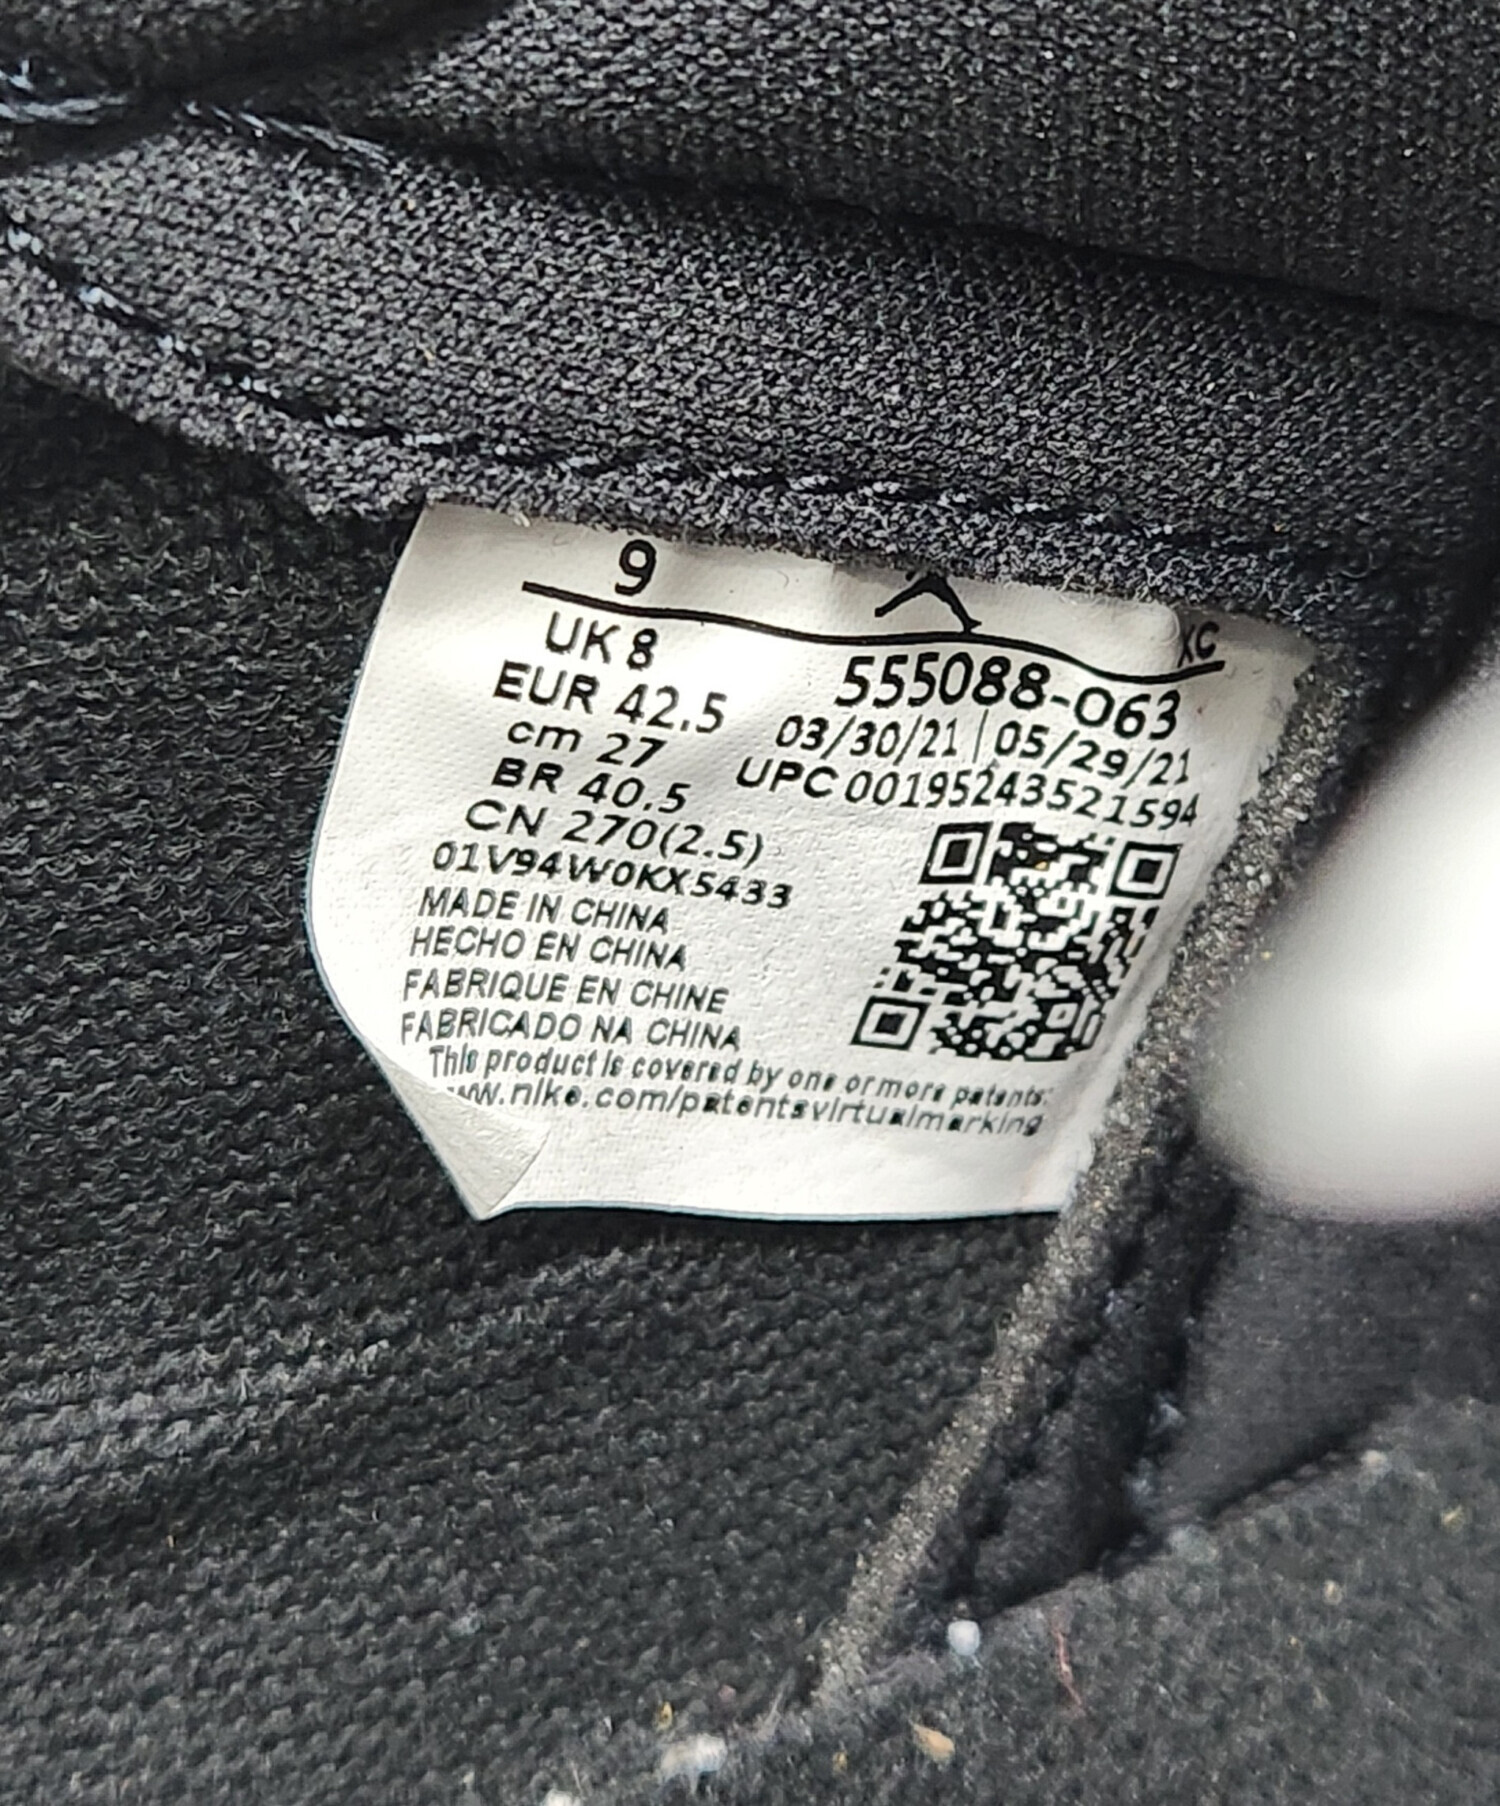 9
XC
UK 8
EUR 42.5
cm 27
BR 40.5
CN 270(2.5)
555088-063
03/30/21 | 05/29/21
UPC 00195243521594
01V94W0KX5433
MADE IN CHINA
HECHO EN CHINA
FABRIQUE EN CHINE
FABRICADO NA CHINA
This product is covered by one or more patents:
www.nike.com/patentsvirtualmarking